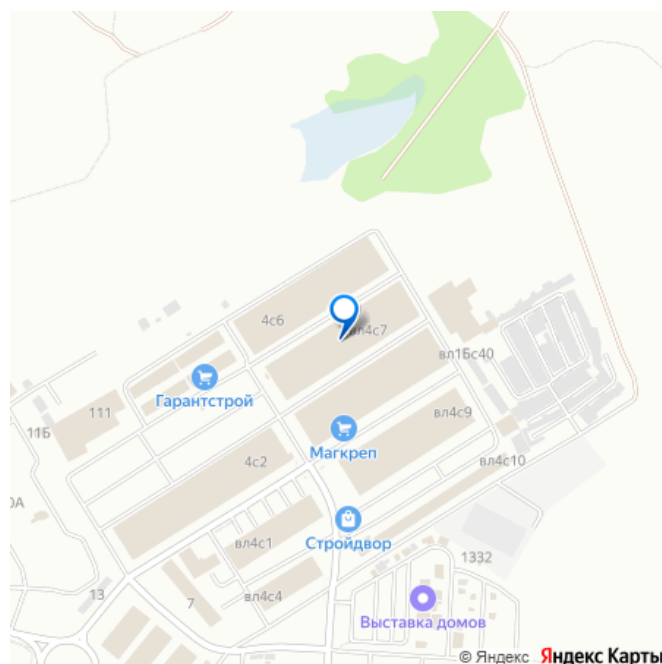 4с6
вл4с7
вл1Бс40
Гарантстрой
111
11Б
вл4с9
Магкреп
4с2
вл4с10
0А
Стройдвор
вл4с1
1332
13
7
вл4с4
Выставка домов
© Яндекс Яндекс Карты